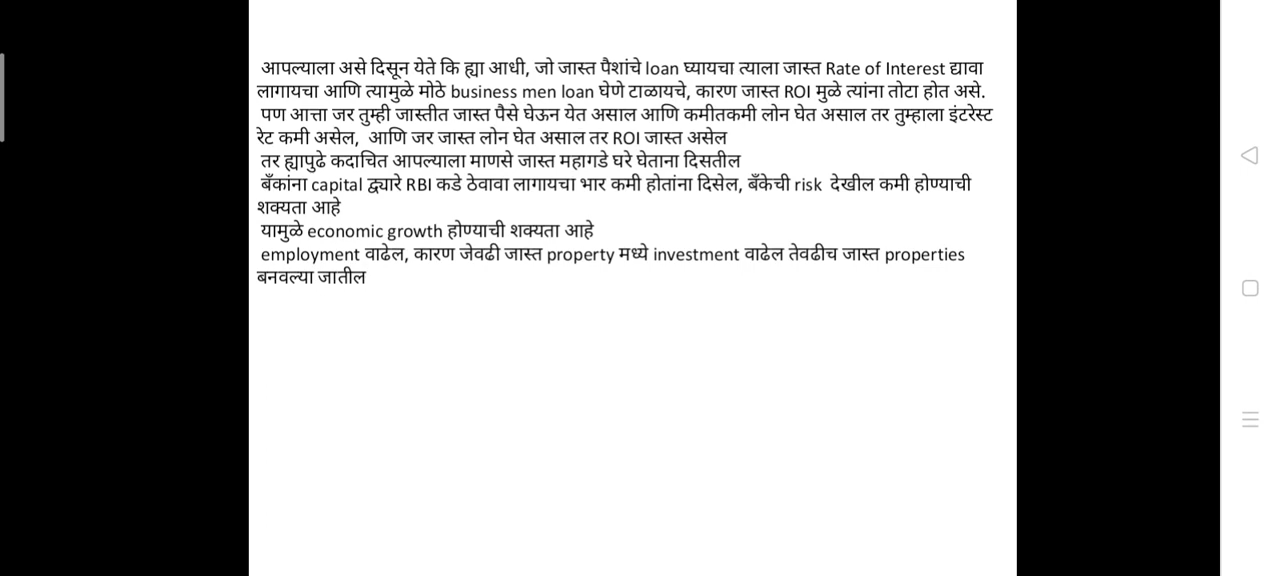 आपल्याला असे दिसून येते कि ह्या आधी, जो जास्त पैशांचे loan घ्यायचा त्याला जास्त Rate of Interest द्यावा
लागायचा आणि त्यामुळे मोठे business men loan घेणे टाळायचे, कारण जास्त ROI मुळे त्यांना तोटा होत असे.
पण आत्ता जर तुम्ही जास्तीत जास्त पैसे घेऊन येत असाल आणि कमीतकमी लोन घेत असाल तर तुम्हाला इंटरेस्ट
रेट कमी असेल, आणि जर जास्त लोन घेत असाल तर ROI जास्त असेल
तर ह्यापुढे कदाचित आपल्याला माणसे जास्त महागडे घरे घेताना दिसतील
बँकांना capital द्वारे RBI कडे ठेवावा लागायचा भार कमी होतांना दिसेल, बँकेची risk देखील कमी होण्याची
शक्यता आहे
यामुळे economic growth होण्याची शक्यता आहे
employment वाढेल, कारण जेवढी जास्त property मध्ये investment वाढेल तेवढीच जास्त properties
बनवल्या जातील